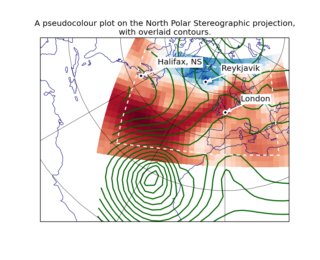 A pseudocolour plot on the North Polar Stereographic projection,
with overlaid contours.
Halifax, NS
Reykjavik
London